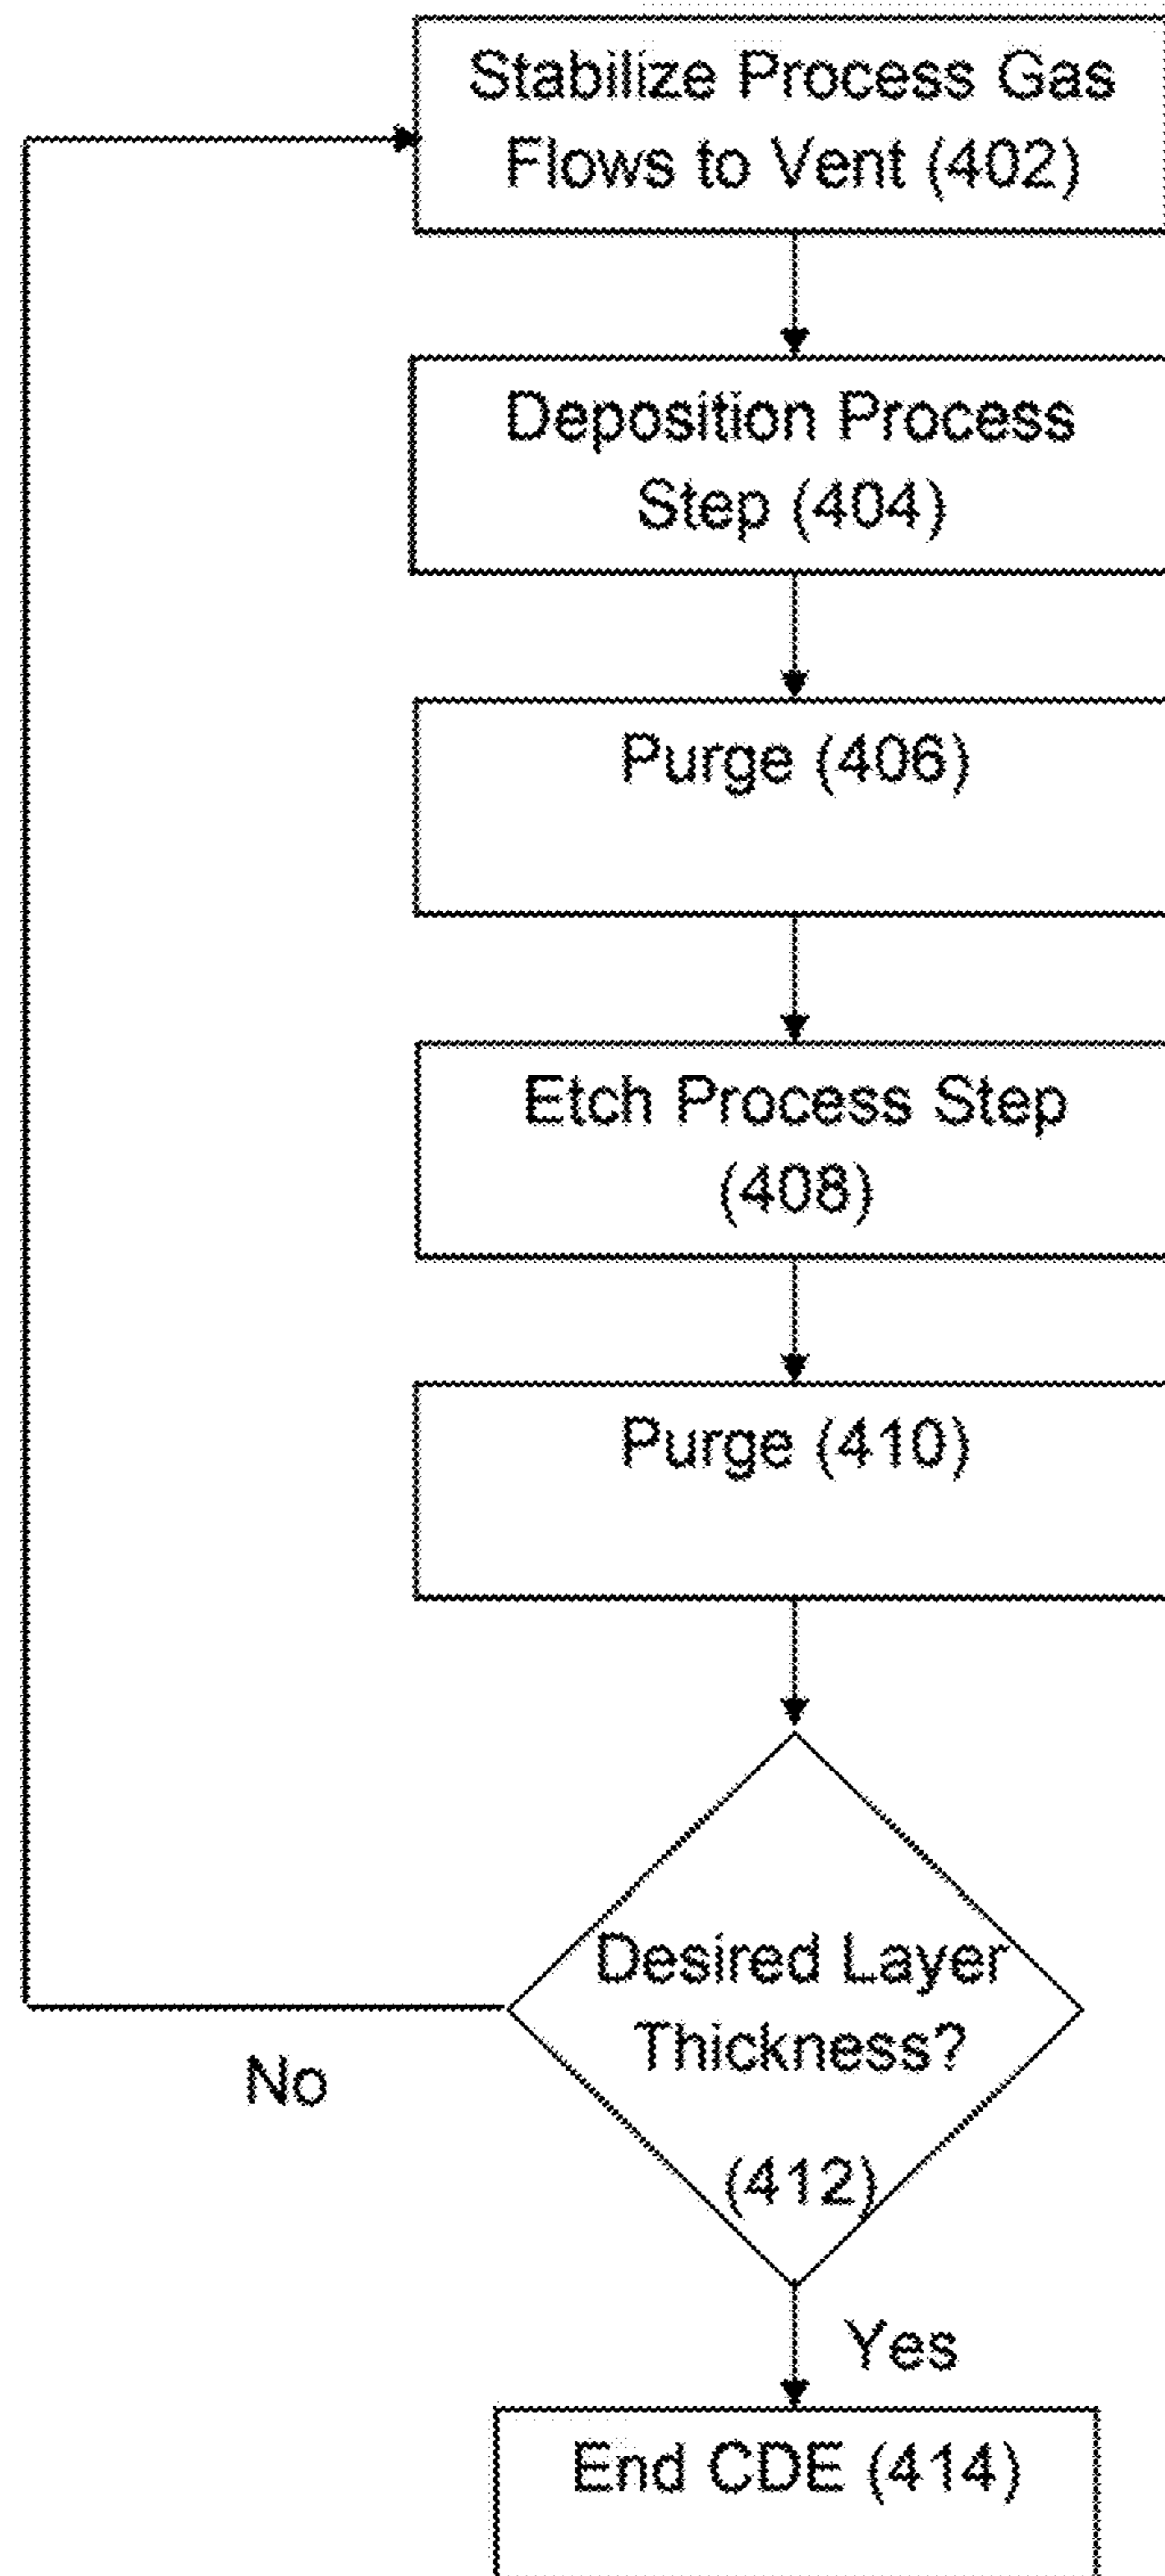 Stabilize Process Gas
Flows to Vent (402)
Deposition Process
Step (404)
Purge (406)
Etch Process Step
(408)
Purge (410)
Desired Layer
Thickness?
(412)
No
Yes
End CDE (414)